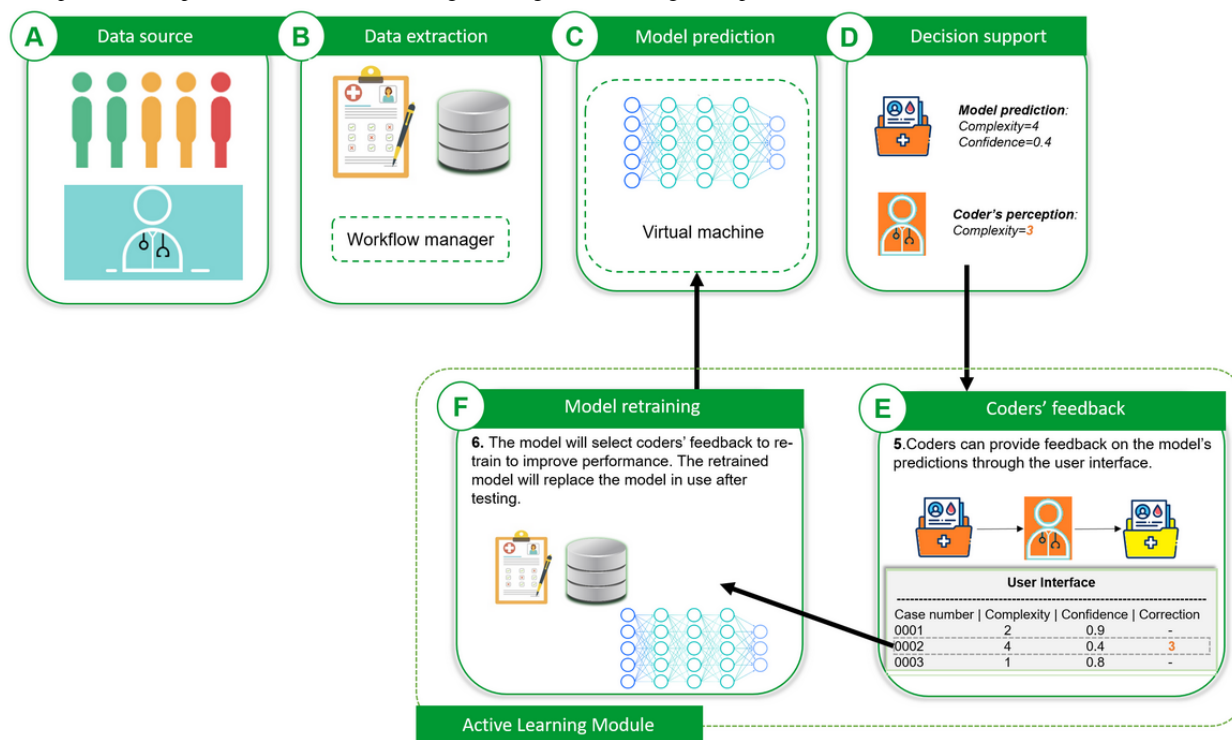 A
Data source
B
Data extraction
C
Model prediction
D
Decision support
Workflow manager
Virtual machine
Model prediction:
Complexity=4
Confidence=0.4
Coder's perception:
Complexity=3
F
Model retraining
6. The model will select coders' feedback to re-
train to improve performance. The retrained
model will replace the model in use after
testing.
E
Coders' feedback
5.Coders can provide feedback on the model's
predictions through the user interface.
User Interface
--------------------------------------------------------------------------------
Case number | Complexity | Confidence | Correction
0001 2 0.9 -
0002 4 0.4 3
0003 1 0.8 -
Active Learning Module